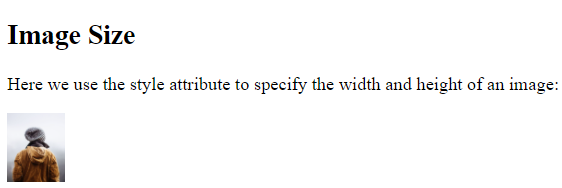 Image Size
Here we use the style attribute to specify the width and height of an image: